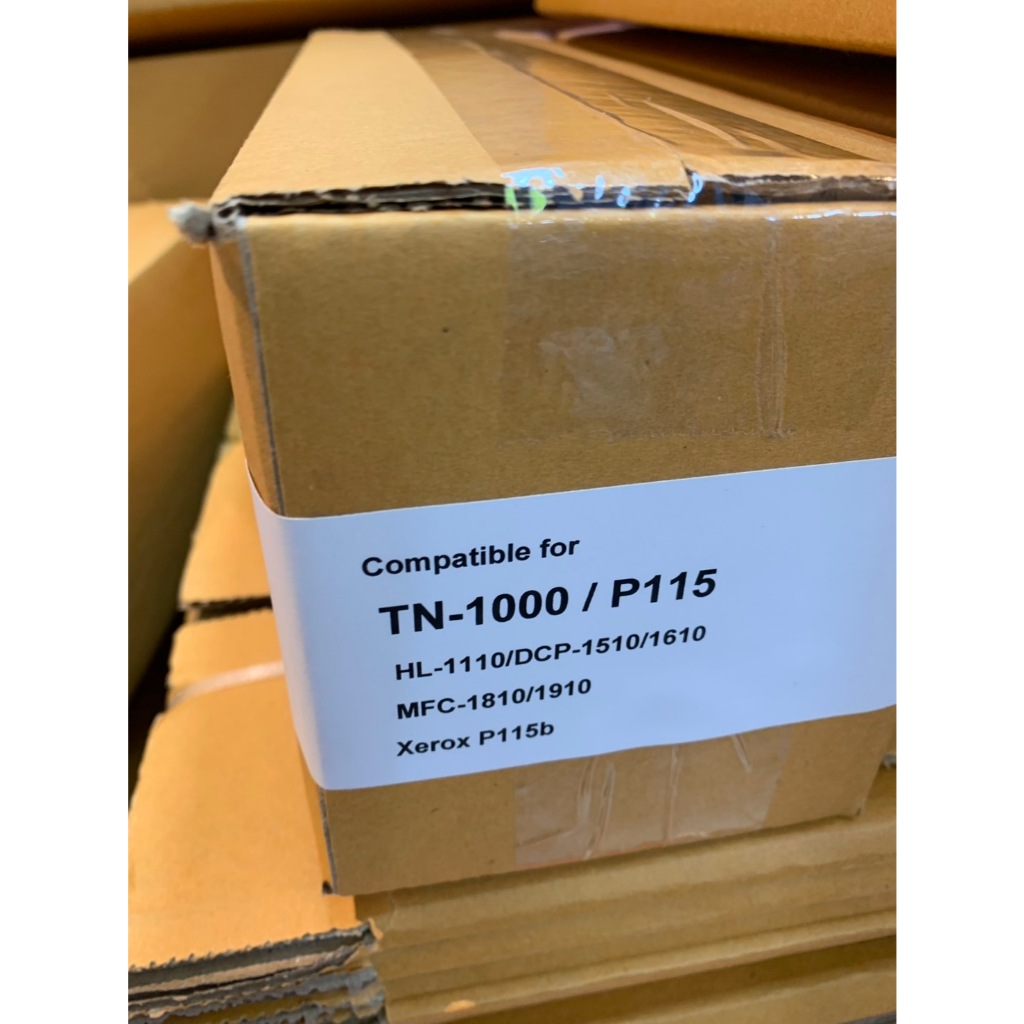 Compatible for
TN-1000 / P115
HL-1110/DCP-1510/1610
MFC-1810/1910
Xerox P115b